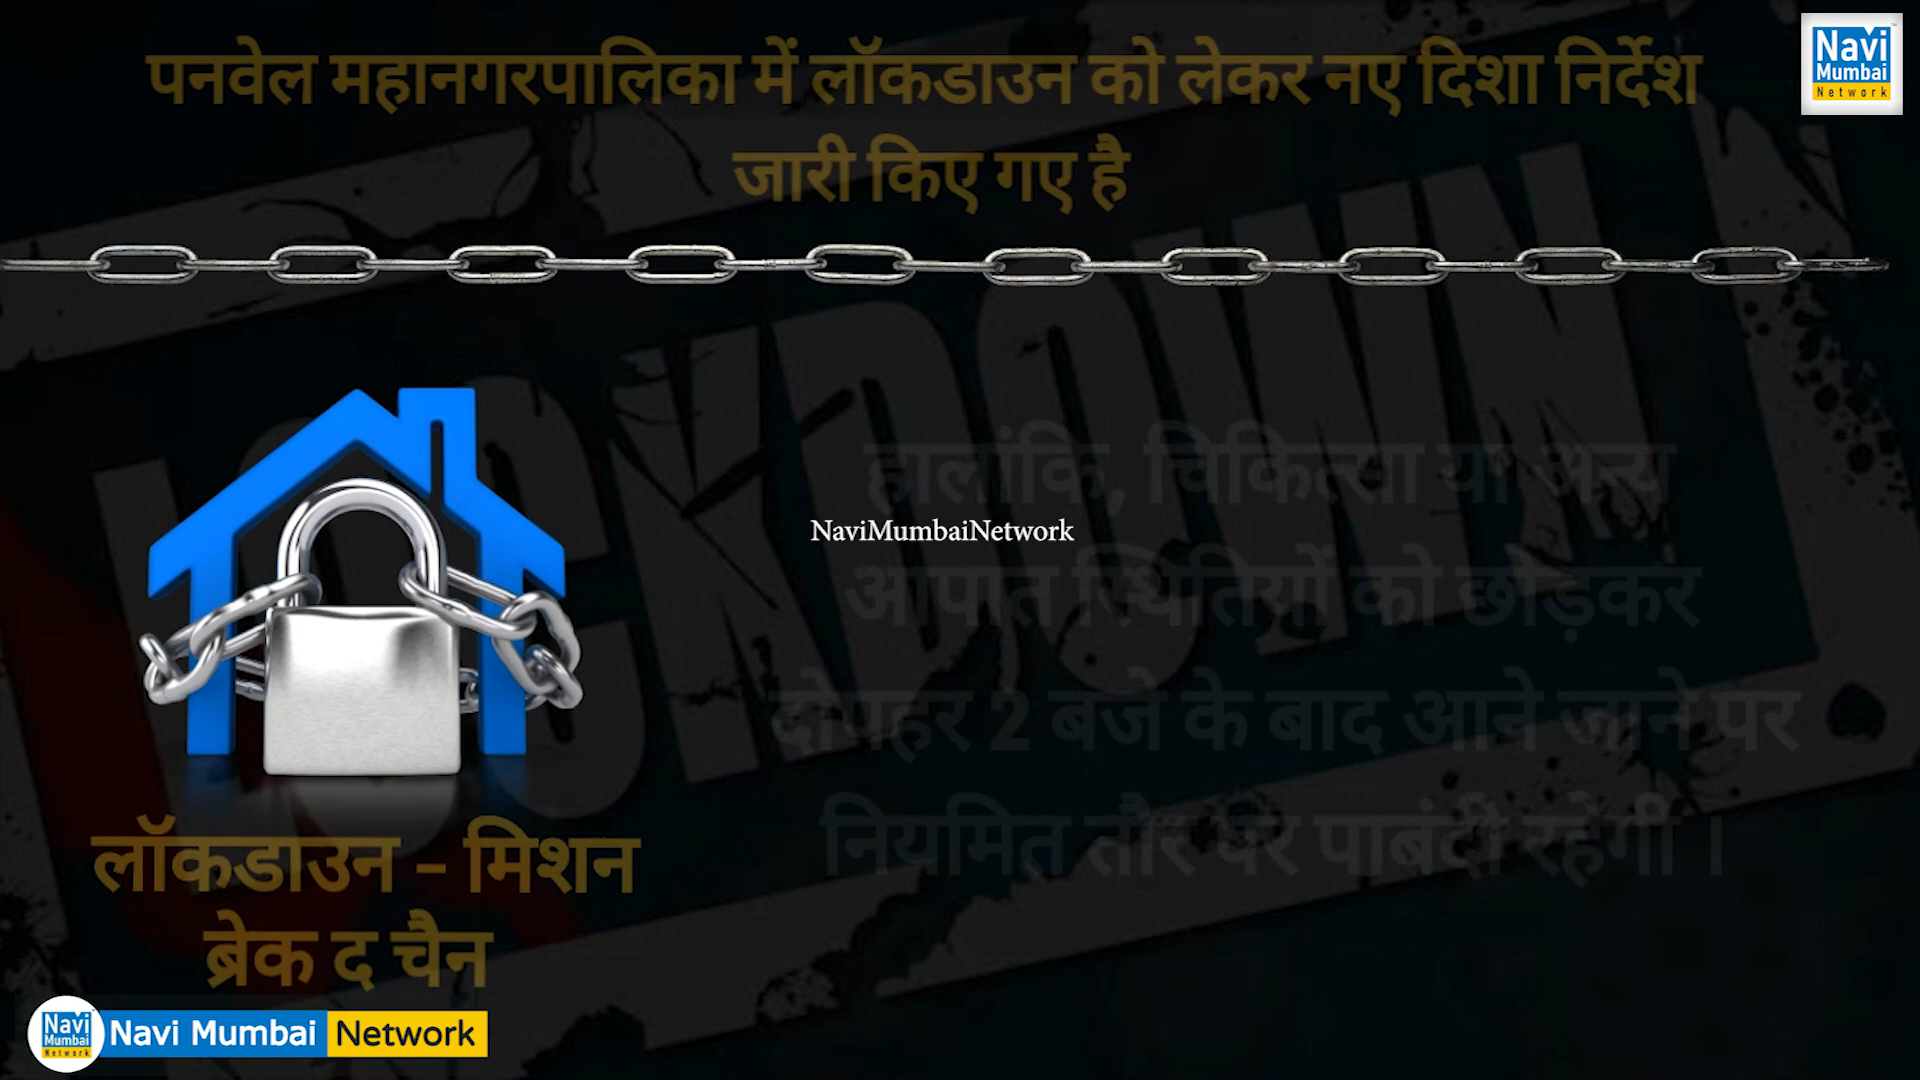 पनवेल महानगरपालिका में लॉकडाउन को लेकर नए दिशा निर्देश
जारी किए गए है
Navi
Mumbai
Network
LOCKDOWN
हालांकि, चिकित्सा या अन्य
NaviMumbaiNetwork
आपात स्थितियों को छोड़कर
दोपहर 2 बजे के बाद आने जाने पर
नियमित तौर पर पाबंदी रहेगी ।
लॉकडाउन - मिशन
ब्रेक द चैन
Navi
Mumbai
Network
Navi Mumbai Network